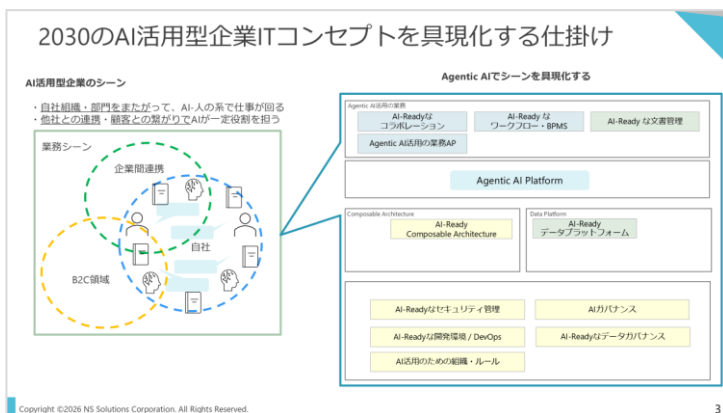 2030のAI活用型企業ITコンセプトを具現化する仕掛け
AI活用型企業のシーン
・自社組織・部門をまたがって、AI-人の系で仕事が回る
・他社との連携・顧客との繋がりでAIが一定役割を担う
業務シーン
企業間連携
自社
B2C領域
Agentic AIでシーンを具現化する
Agentic AI活用の業務
AI-Readyな
コラボレーション
AI-Ready な
ワークフロー・BPMS
AI-Ready な文書管理
Agentic AI活用の業務AP
Agentic AI Platform
Composable Architecture
AI-Ready
Composable Architecture
Data Platform
AI-Ready
データプラットフォーム
AI-Readyなセキュリティ管理
AIガバナンス
AI-Readyな開発環境 / DevOps
AI-Readyなデータガバナンス
AI活用のための組織・ルール
Copyright ©2026 NS Solutions Corporation. All Rights Reserved.
3